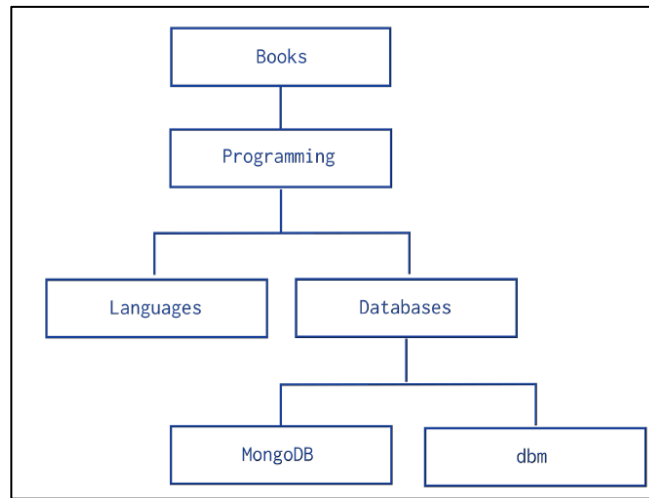 Books
Programming
Languages
Databases
MongoDB
dbm